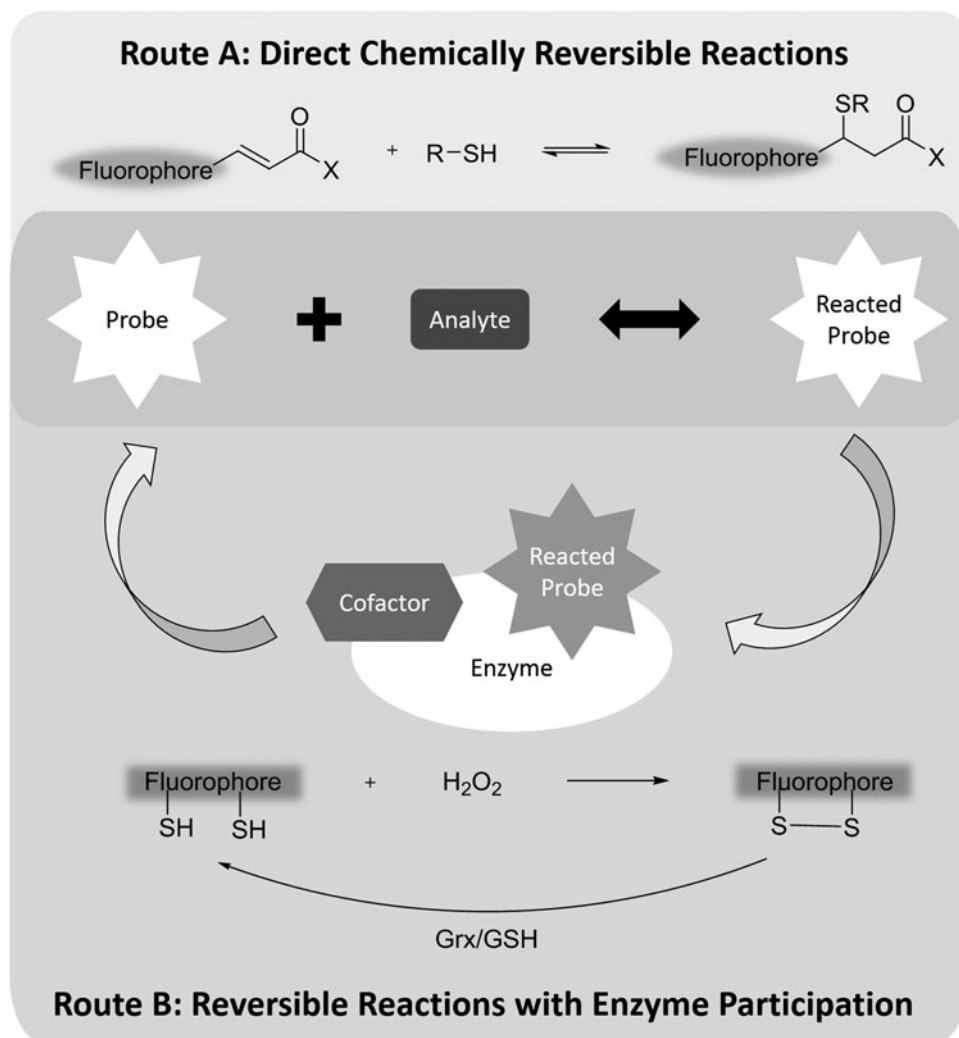 Route A: Direct Chemically Reversible Reactions
SR
O
O
Fluorophore
X
+
R–SH
Fluorophore
X
Probe
Analyte
Reacted
Probe
Reacted
Probe
Cofactor
Enzyme
Fluorophore
+
H₂O₂
Fluorophore
SH
SH
S
S
Grx/GSH
Route B: Reversible Reactions with Enzyme Participation